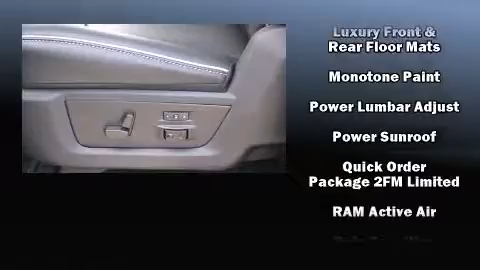 Luxury Front &
Rear Floor Mats
Monotone Paint
Power Lumbar Adjust
Power Sunroof
Quick Order
Package 2FM Limited
RAM Active Air